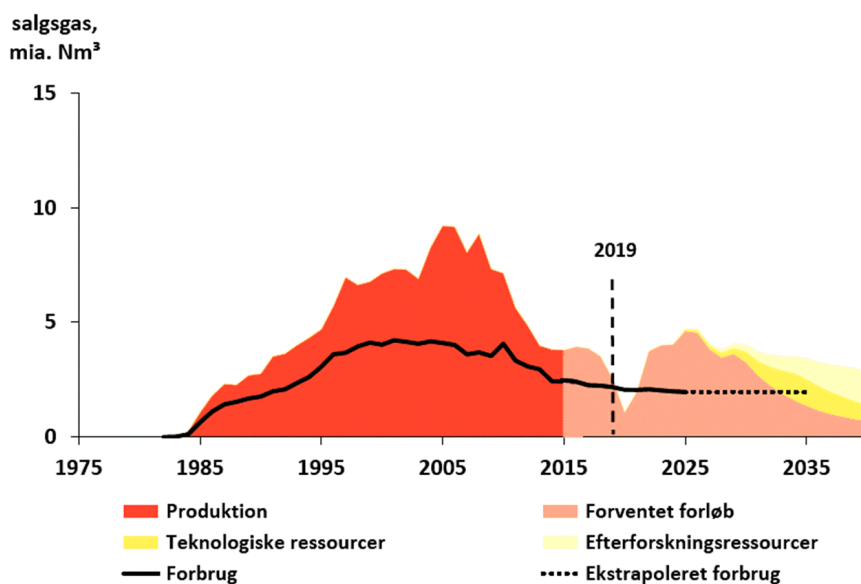 salgsgas,
mia. Nm³
15
10
5
0
2019
1975 1985 1995 2005 2015 2025 2035
Produktion
Forventet forløb
Teknologiske ressourcer
Efterforskningsressourcer
Forbrug
Ekstrapoleret forbrug